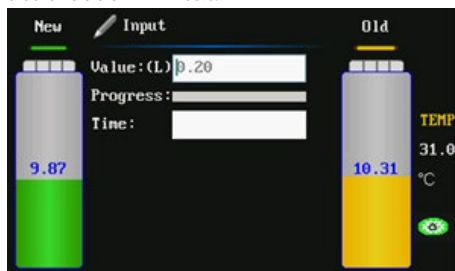 New
Input
Old
Value:(L) 0.20
Progress:
Time:
TEMP
31.0
°C
9.87
10.31